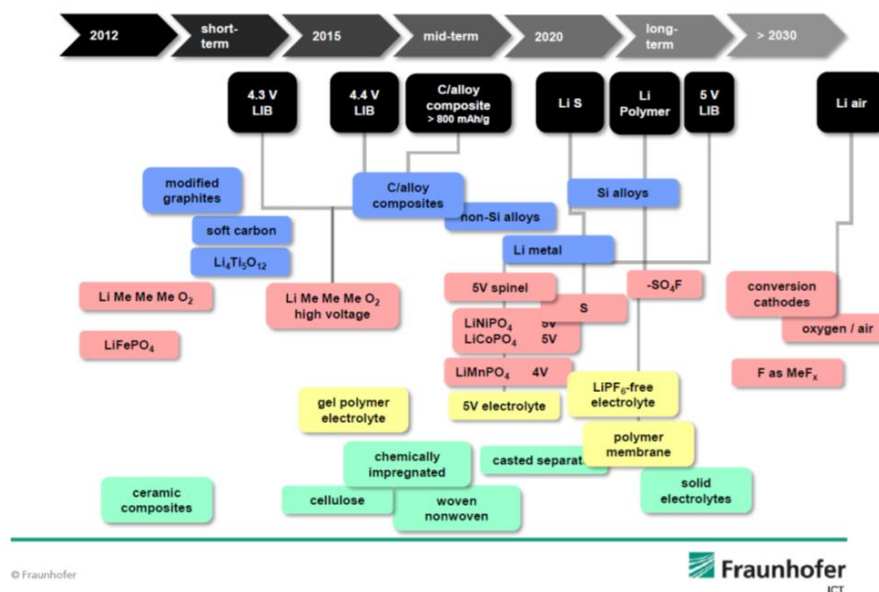 2012
short-
term
2015
mid-term
2020
long-
term
> 2030
4.3 V
LIB
4.4 V
LIB
C/alloy
composite
> 800 mAh/g
Li S
Li
Polymer
5 V
LIB
Li air
modified
graphites
C/alloy
composites
Si alloys
non-Si alloys
soft carbon
Li metal
Li₄Ti₅O₁₂
Li Me Me Me O₂
Li Me Me Me O₂
high voltage
5V spinel
-SO₄F
conversion
cathodes
S
LiNiPO₄ 5V
LiCoPO₄ 5V
oxygen / air
LiFePO₄
LiMnPO₄ 4V
F as MeFₓ
gel polymer
electrolyte
5V electrolyte
LiPF₆-free
electrolyte
polymer
membrane
chemically
impregnated
casted separat
solid
electrolytes
ceramic
composites
cellulose
woven
nonwoven
© Fraunhofer
Fraunhofer
ICT